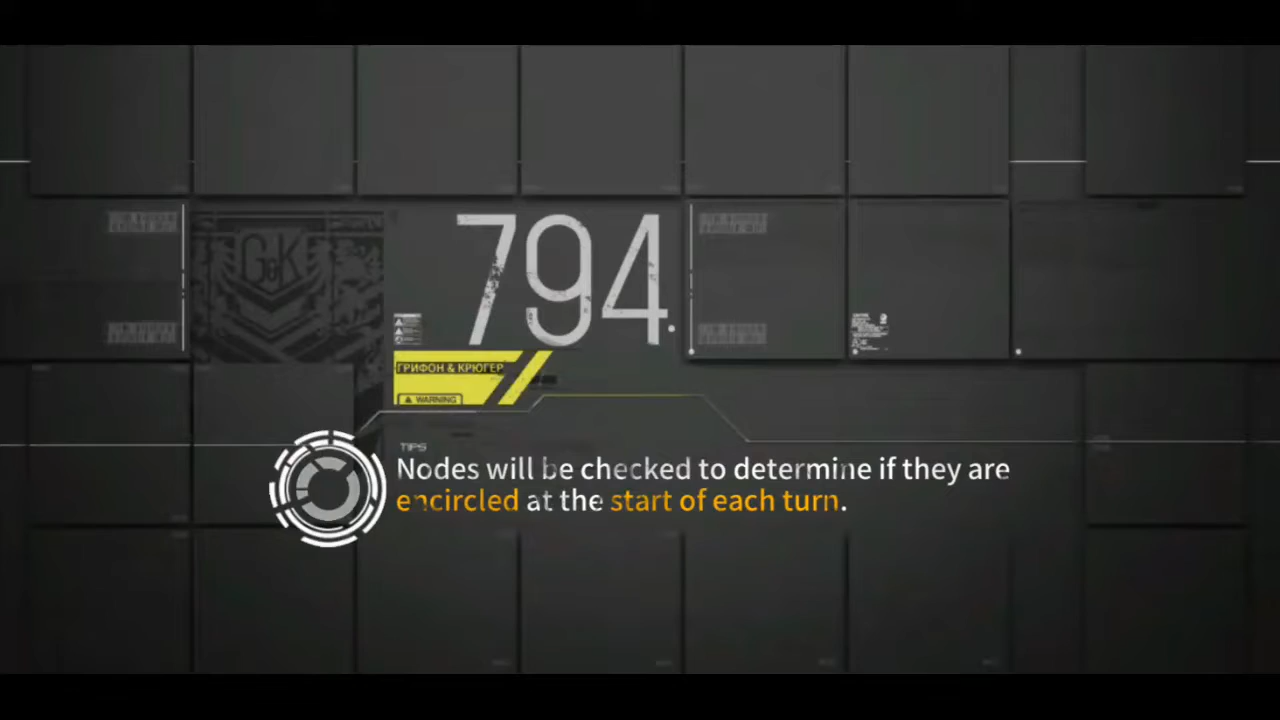 G&K
794.
ГРИФОН & КРЮГЕР
WARNING
TIPS
Nodes will be checked to determine if they are
encircled at the start of each turn.